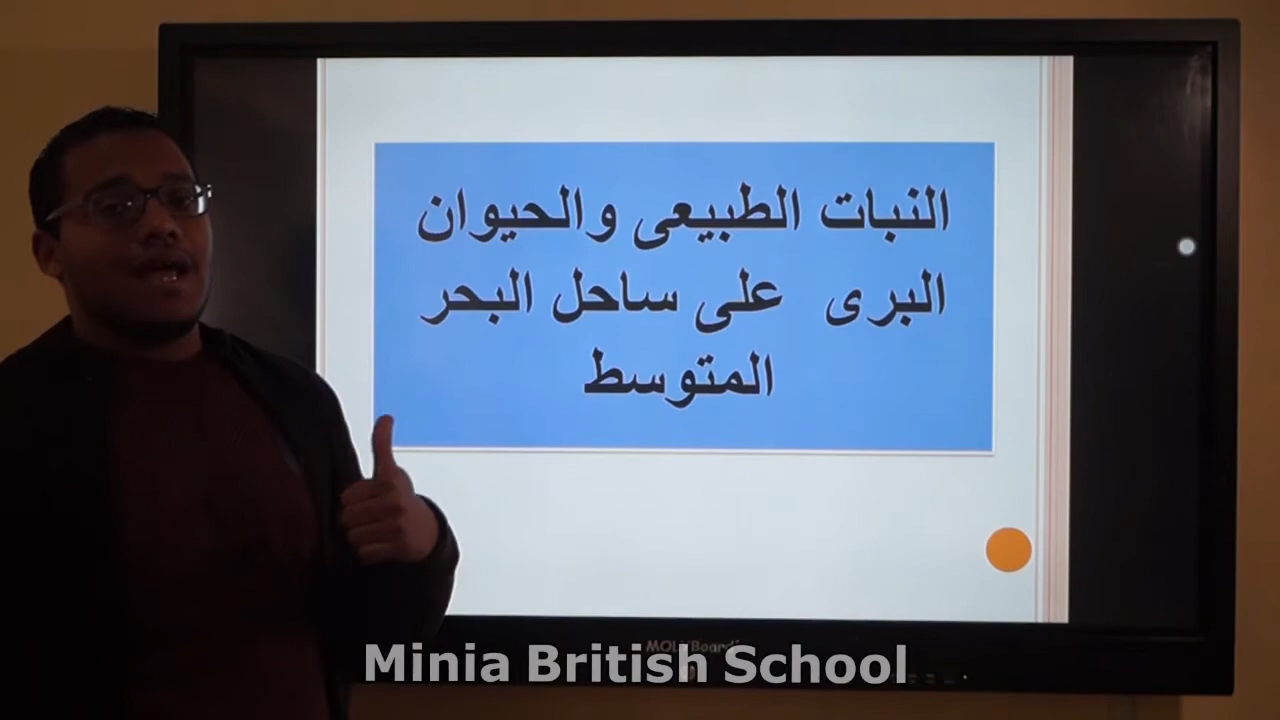 النبات الطبيعى والحيوان
البرى على ساحل البحر
المتوسط
Minia British School